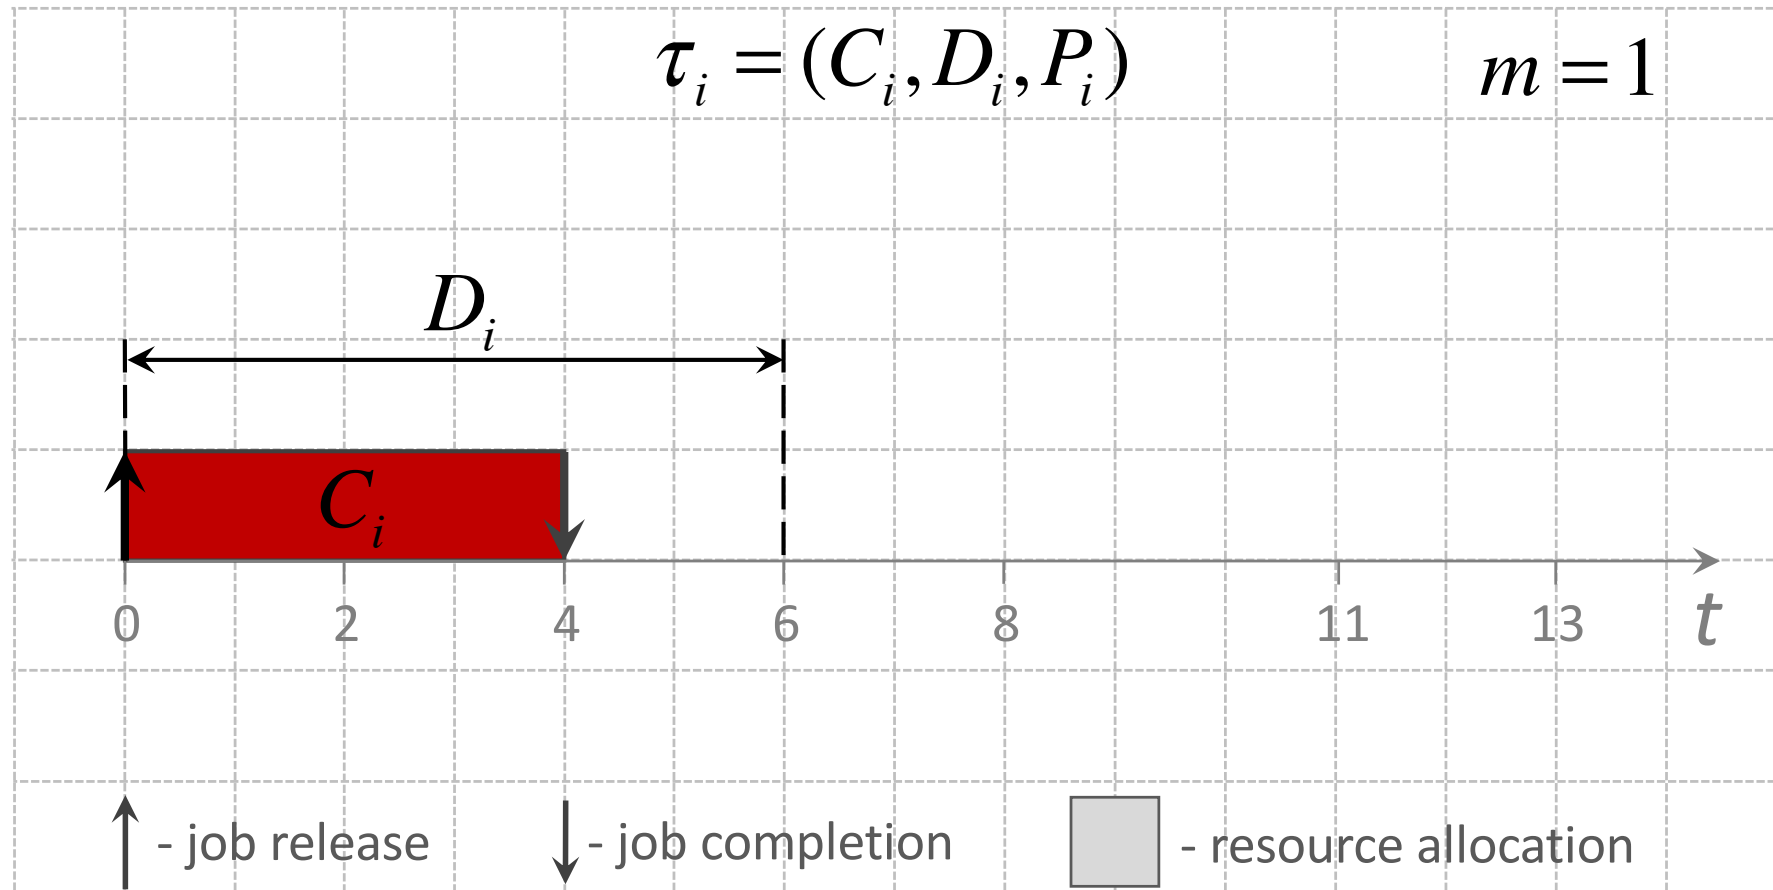 τᵢ = (Cᵢ, Dᵢ, Pᵢ) m = 1
Dᵢ
Cᵢ
0 2 4 6 8 11 13 t
- job release - job completion - resource allocation